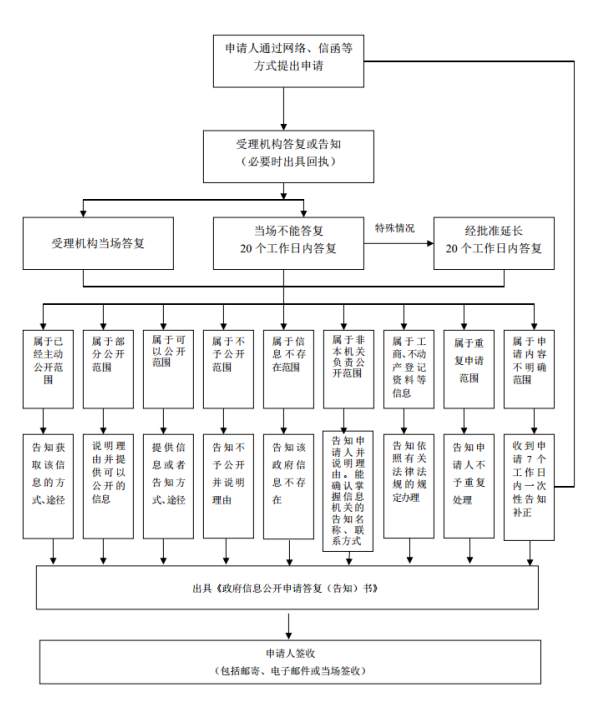 申请人通过网络、信函等
方式提出申请
受理机构答复或告知
（必要时出具回执）
受理机构当场答复
当场不能答复
20 个工作日内答复
特殊情况
经批准延长
20 个工作日内答复
属于已
经主动
公开范
围
属于部
分公开
范围
属于可
以公开
范围
属于不
予公开
范围
属于信
息不存
在范围
属于非
本机关
负责公
开范围
属于工
商、不动
产登记
资料等
信息
属于重
复申请
范围
属于申
请内容
不明确
范围
告知获
取该信
息的方
式、途径
说明理
由并提
供可以
公开的
信息
提供信
息或者
告知方
式、途径
告知不
予公开
并说明
理由
告知该
政府信
息不存
在
告知申请
人并说明
理由。能
确认掌握
信息
机关的
告知名
称、联
系方式
告知依
照有关
法律法
规的规
定办理
告知申
请人不
予重复
处理
收到申
请 7 个
工作日
内一次
性告知
补正
出具《政府信息公开申请答复（告知）书》
申请人签收
（包括邮寄、电子邮件或当场签收）